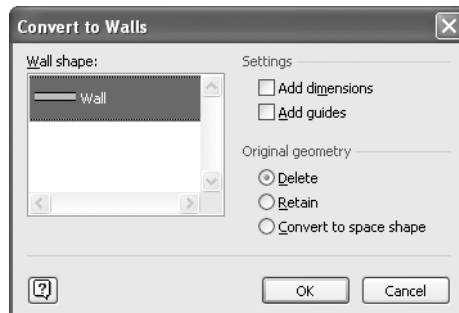 Convert to Walls
Wall shape:
Wall
Settings
Add dimensions
Add guides
Original geometry
Delete
Retain
Convert to space shape
?
OK
Cancel